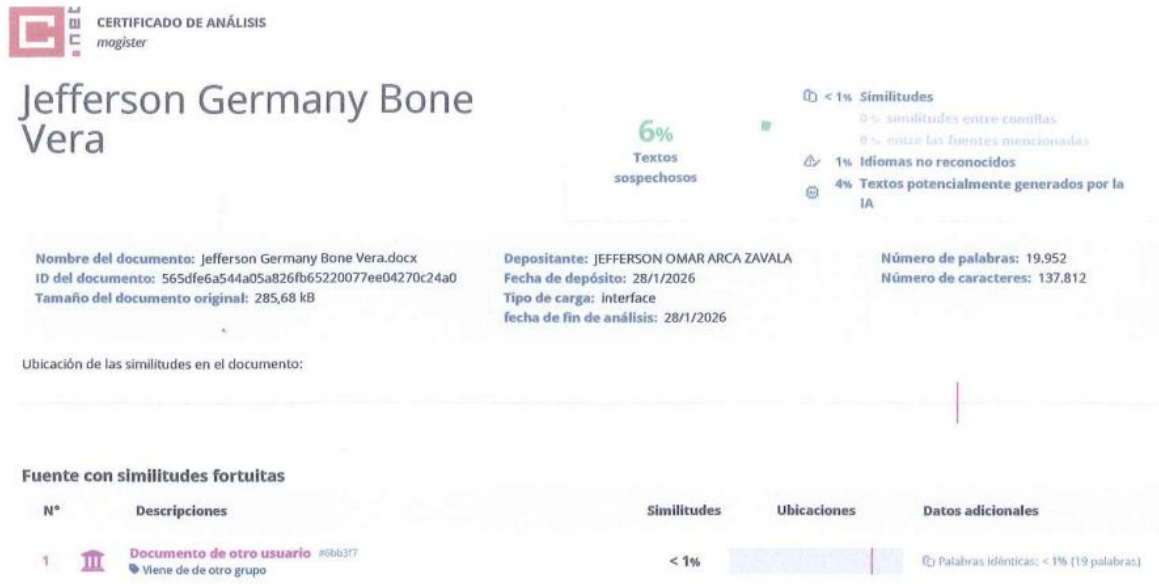 .net
CERTIFICADO DE ANÁLISIS
magister
Jefferson Germany Bone
Vera
6%
Textos
sospechosos
< 1% Similitudes
0% similitudes entre comillas
0% entre las fuentes mencionadas
1% Idiomas no reconocidos
4% Textos potencialmente generados por la
IA
Nombre del documento: Jefferson Germany Bone Vera.docx
ID del documento: 565dfe6a544a05a826fb65220077ee04270c24a0
Tamaño del documento original: 285,68 kB
Depositante: JEFFERSON OMAR ARCA ZAVALA
Fecha de depósito: 28/1/2026
Tipo de carga: interface
fecha de fin de análisis: 28/1/2026
Número de palabras: 19.952
Número de caracteres: 137.812
Ubicación de las similitudes en el documento:
Fuente con similitudes fortuitas
N° Descripciones Similitudes Ubicaciones Datos adicionales
1 Documento de otro usuario #6bb3f7 < 1% Palabras idénticas: < 1% (19 palabras)
Viene de de otro grupo